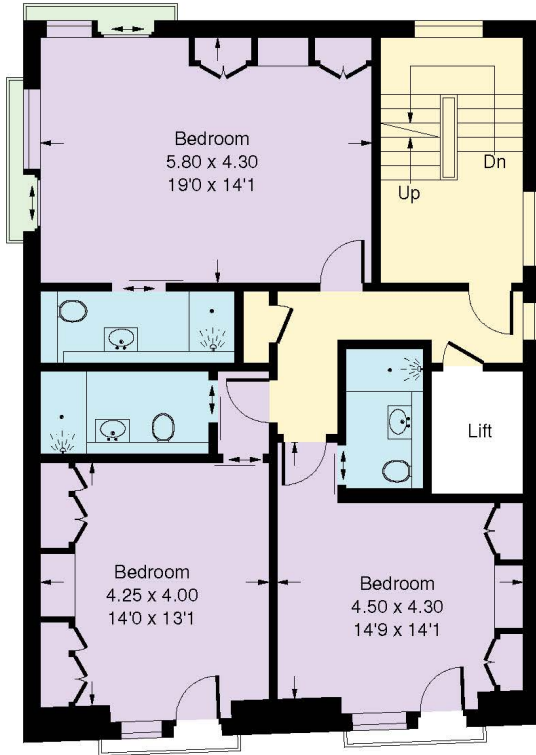 Bedroom
5.80 x 4.30
19'0 x 14'1
Up
Dn
Lift
Bedroom
4.25 x 4.00
14'0 x 13'1
Bedroom
4.50 x 4.30
14'9 x 14'1